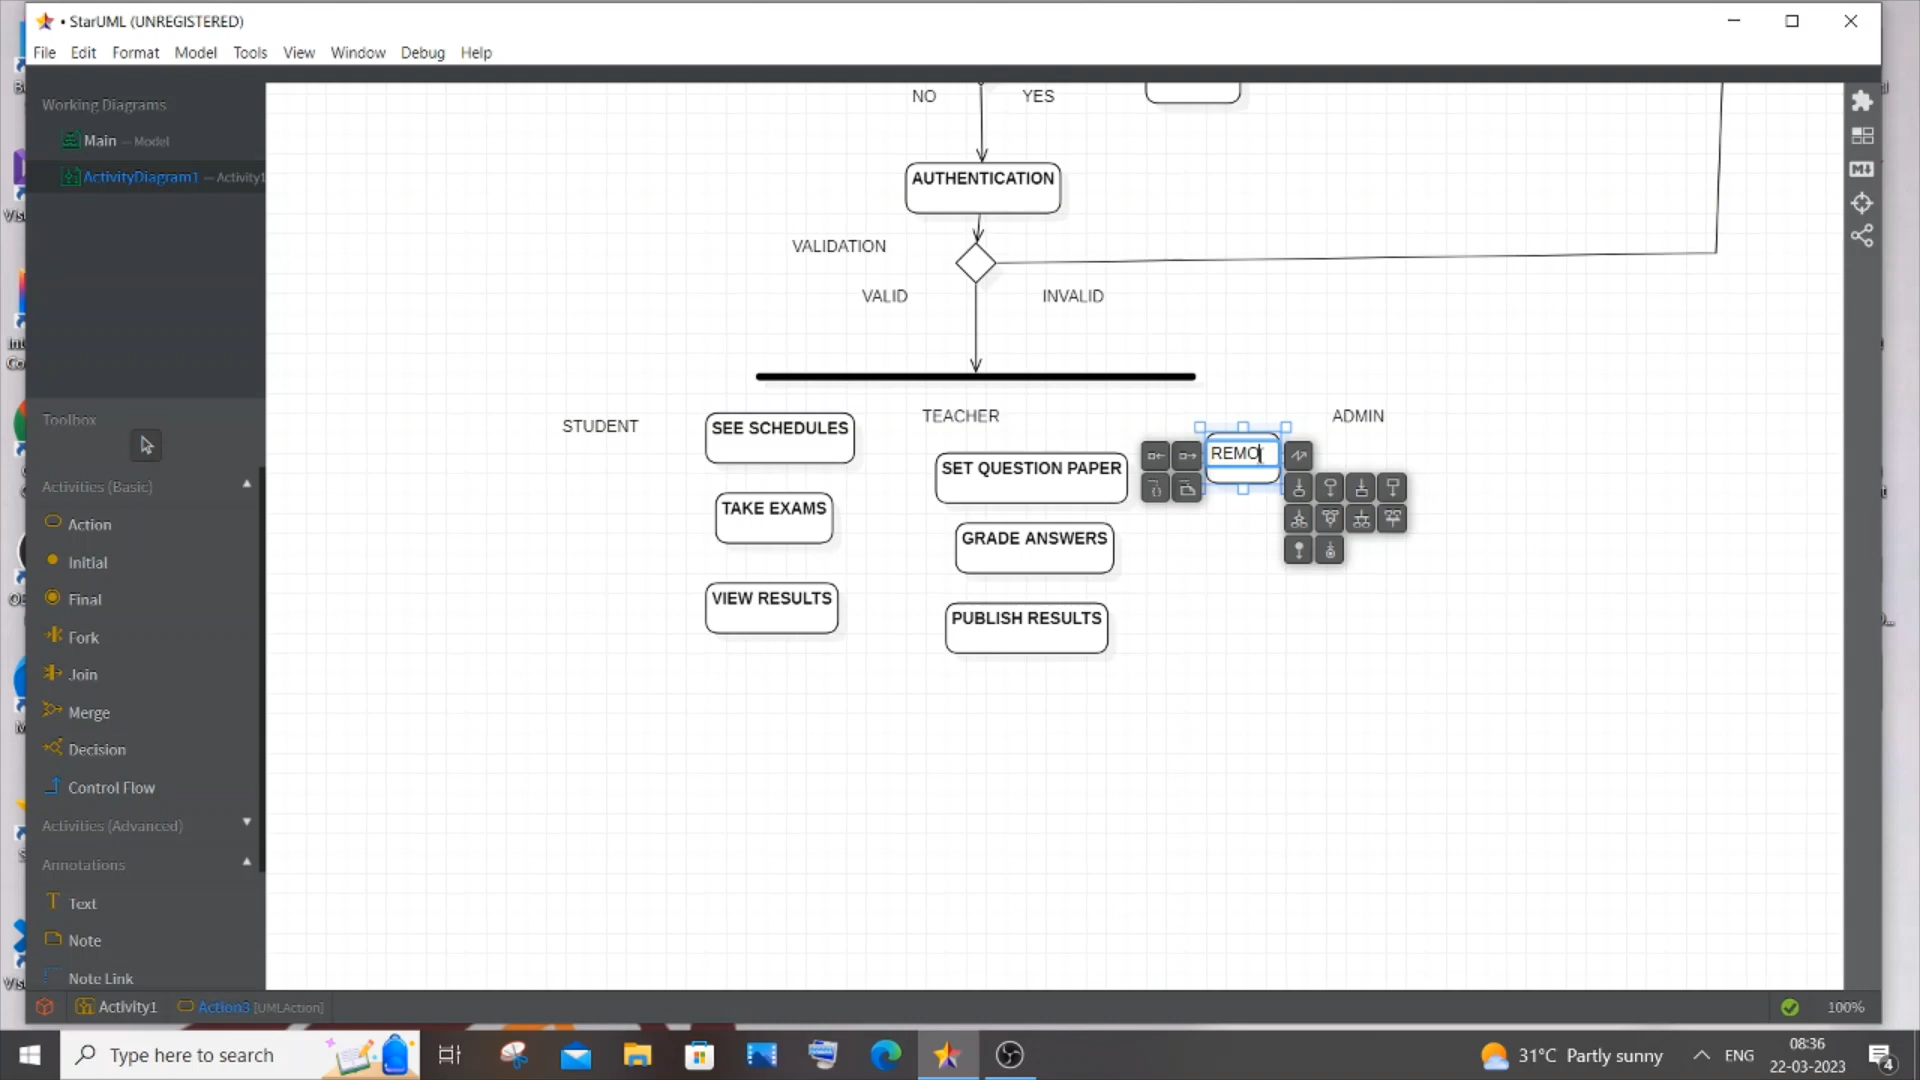 • StarUML (UNREGISTERED)
File Edit Format Model Tools View Window Debug Help
Working Diagrams
Main — Model
ActivityDiagram1 — Activity1
Toolbox
Activities (Basic)
Action
Initial
Final
Fork
Join
Merge
Decision
Control Flow
Activities (Advanced)
Annotations
Text
Note
Note Link
NO YES
AUTHENTICATION
VALIDATION
VALID INVALID
STUDENT SEE SCHEDULES TEACHER ADMIN
SET QUESTION PAPER REMO
TAKE EXAMS
GRADE ANSWERS
VIEW RESULTS
PUBLISH RESULTS
Activity1 Action3 [UMLAction] 100%
Type here to search 31°C Partly sunny ENG 08:36
22-03-2023 4